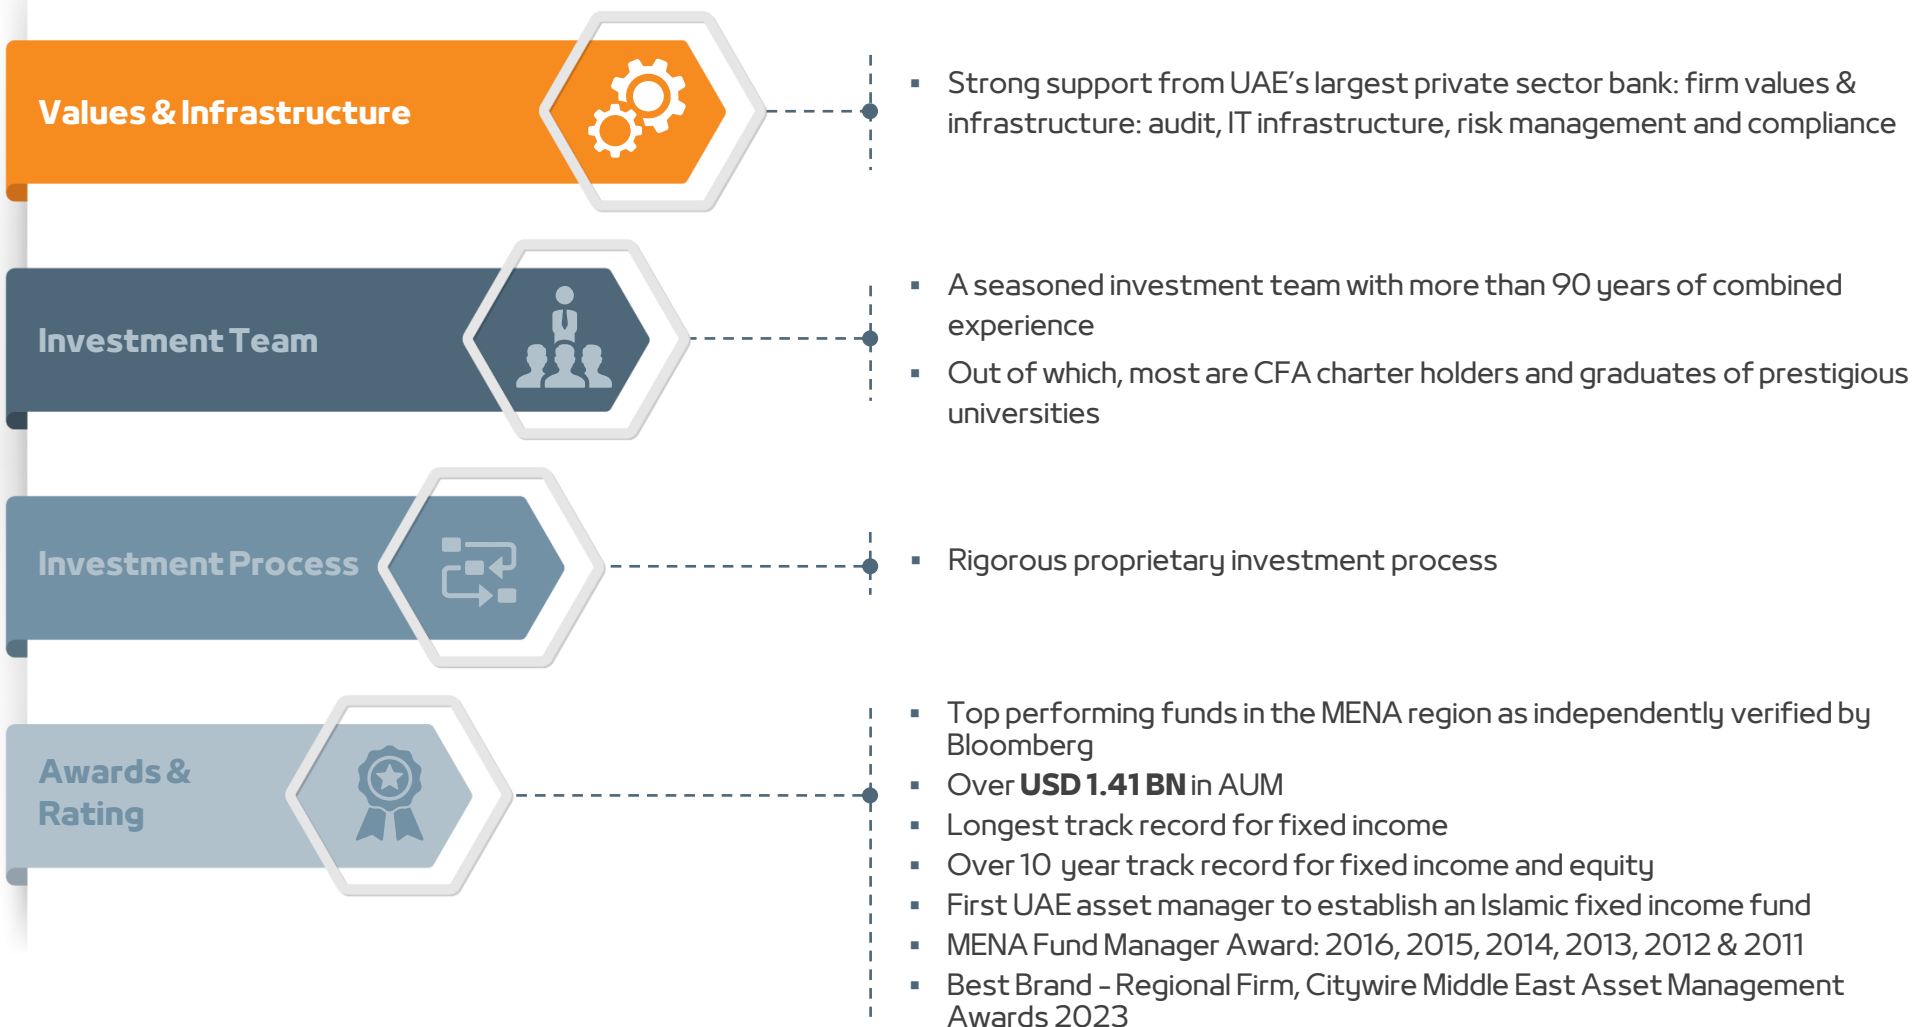 Values & Infrastructure
▪ Strong support from UAE's largest private sector bank: firm values &
infrastructure: audit, IT infrastructure, risk management and compliance
Investment Team
▪ A seasoned investment team with more than 90 years of combined
experience
▪ Out of which, most are CFA charter holders and graduates of prestigious
universities
Investment Process
▪ Rigorous proprietary investment process
Awards &
Rating
▪ Top performing funds in the MENA region as independently verified by
Bloomberg
▪ Over USD 1.41 BN in AUM
▪ Longest track record for fixed income
▪ Over 10 year track record for fixed income and equity
▪ First UAE asset manager to establish an Islamic fixed income fund
▪ MENA Fund Manager Award: 2016, 2015, 2014, 2013, 2012 & 2011
▪ Best Brand - Regional Firm, Citywire Middle East Asset Management
Awards 2023